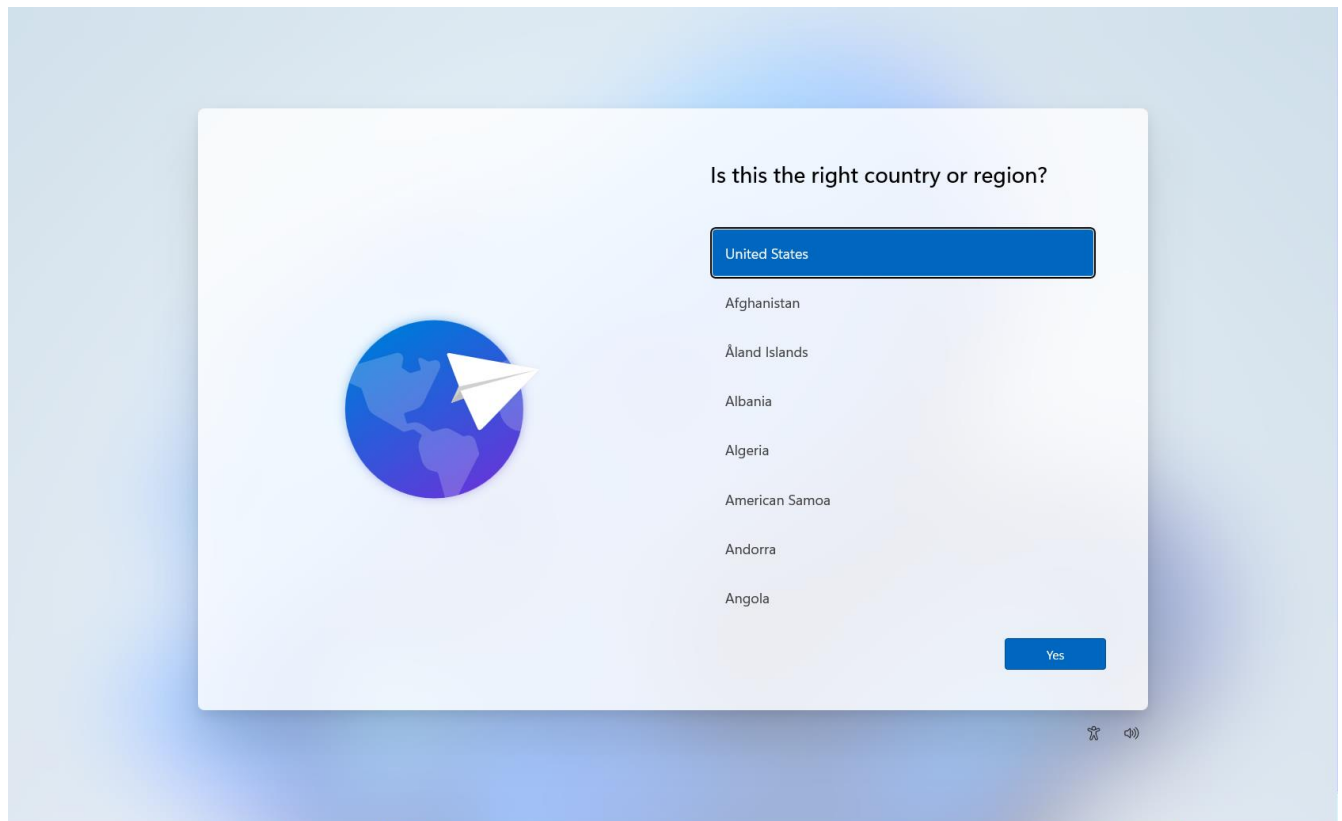 Is this the right country or region?
United States
Afghanistan
Åland Islands
Albania
Algeria
American Samoa
Andorra
Angola
Yes